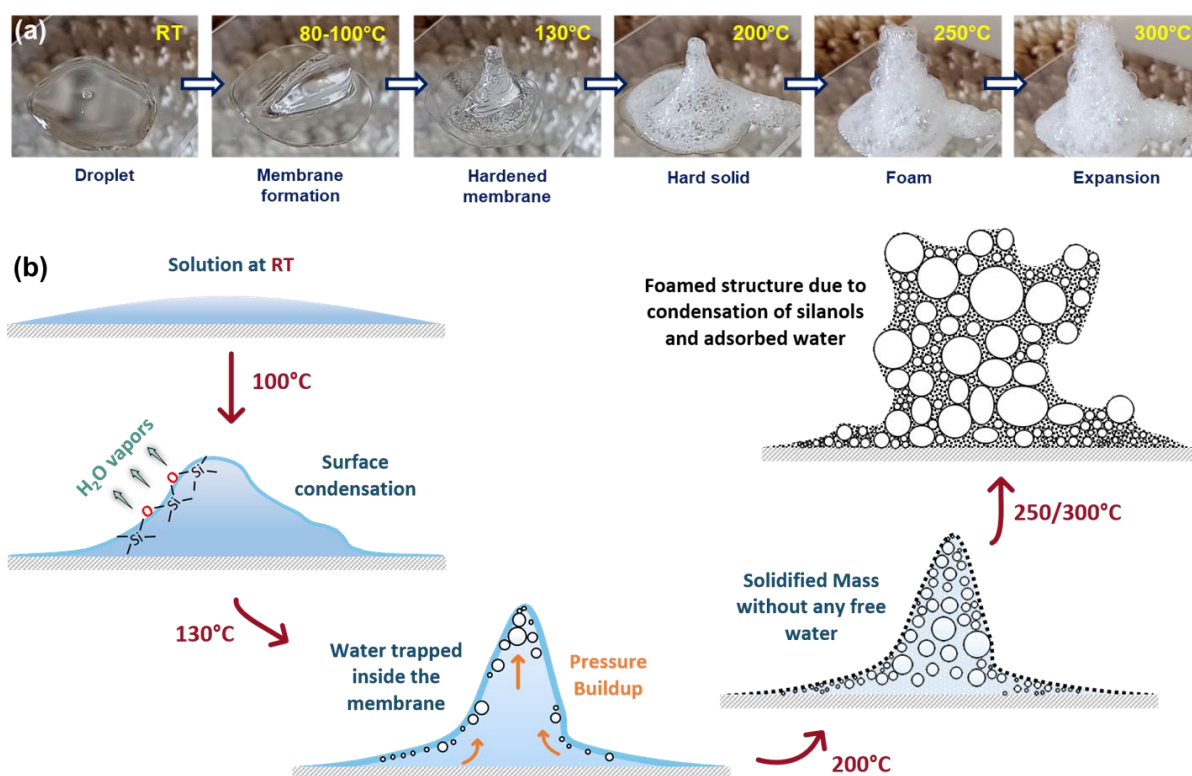 (a)
RT
80-100°C
130°C
200°C
250°C
300°C
Droplet
Membrane
formation
Hardened
membrane
Hard solid
Foam
Expansion
(b)
Solution at RT
100°C
H₂O vapors
Si
O
Si
O
Si
Surface
condensation
130°C
Water trapped
inside the
membrane
Pressure
Buildup
200°C
Solidified Mass
without any free
water
250/300°C
Foamed structure due to
condensation of silanols
and adsorbed water